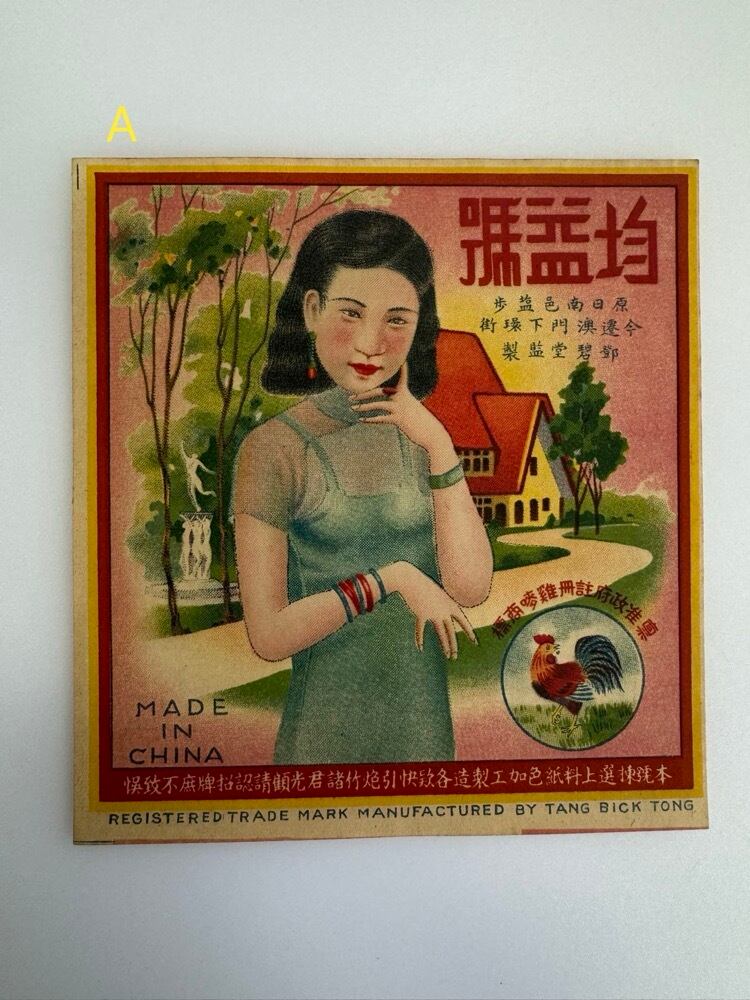 A
均益號
原日南邑塩步
今遷澳門下環街
鄧碧堂監製
稟准政府註冊雞嘜商標
MADE
IN
CHINA
本號揀選上料紙色加工製造各欵快引炮竹諸君光顧請認招牌庶不致悞
REGISTERED TRADE MARK MANUFACTURED BY TANG BICK TONG